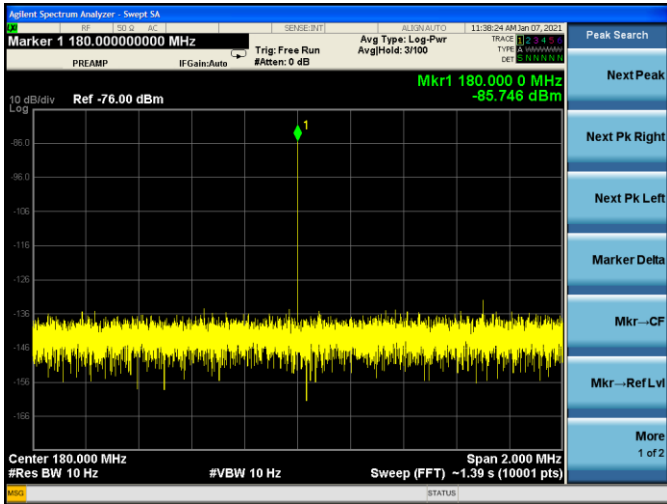 Agilent Spectrum Analyzer - Swept SA
RF 50 Ω AC SENSE:INT ALIGN AUTO 11:38:24 AM Jan 07, 2021
Marker 1 180.000000000 MHz
PREAMP IFGain:Auto
Trig: Free Run
#Atten: 0 dB
Avg Type: Log-Pwr
Avg|Hold: 3/100
TRACE 1 2 3 4 5 6
TYPE A WWWWW
DET S N N N N N
Mkr1 180.000 0 MHz
-85.746 dBm
10 dB/div Ref -76.00 dBm
Log
1
-86.0
-96.0
-106
-116
-126
-136
-146
-156
-166
Center 180.000 MHz Span 2.000 MHz
#Res BW 10 Hz #VBW 10 Hz Sweep (FFT) ~1.39 s (10001 pts)
MSG STATUS
Peak Search
Next Peak
Next Pk Right
Next Pk Left
Marker Delta
Mkr→CF
Mkr→Ref Lvl
More
1 of 2